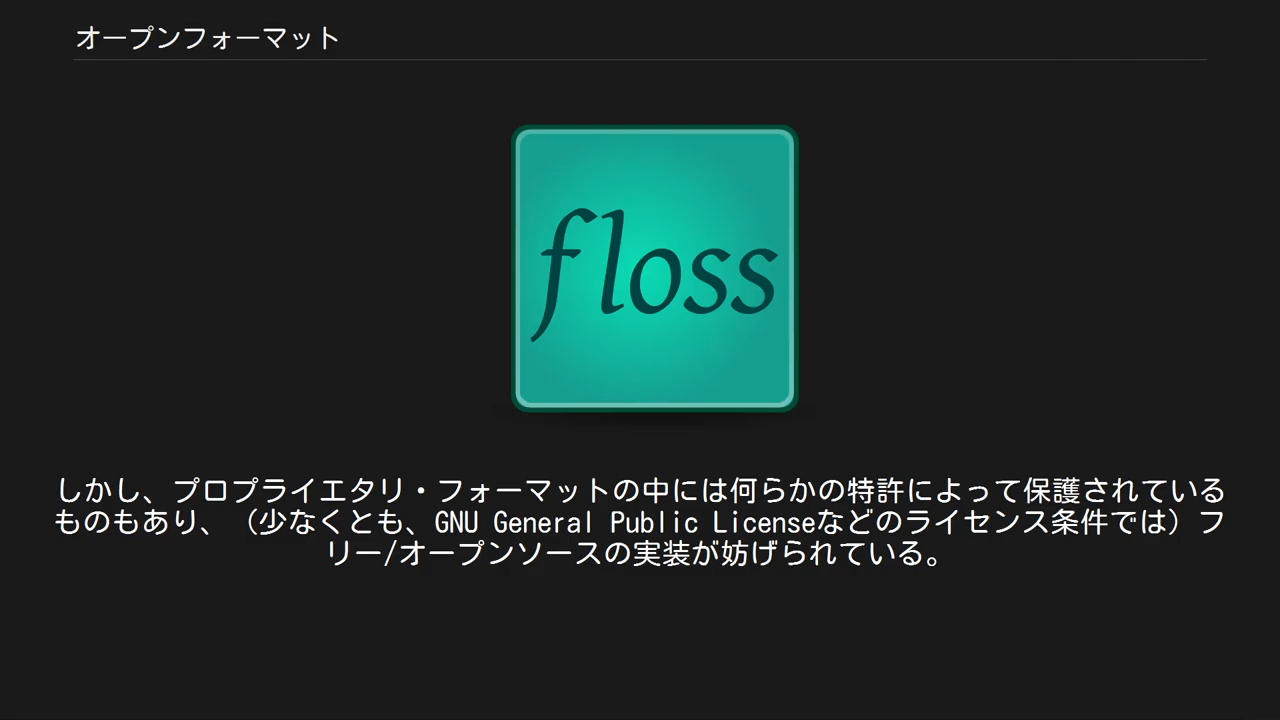 オープンフォーマット
floss
しかし、プロプライエタリ・フォーマットの中には何らかの特許によって保護されている
ものもあり、（少なくとも、GNU General Public Licenseなどのライセンス条件では）フ
リー/オープンソースの実装が妨げられている。